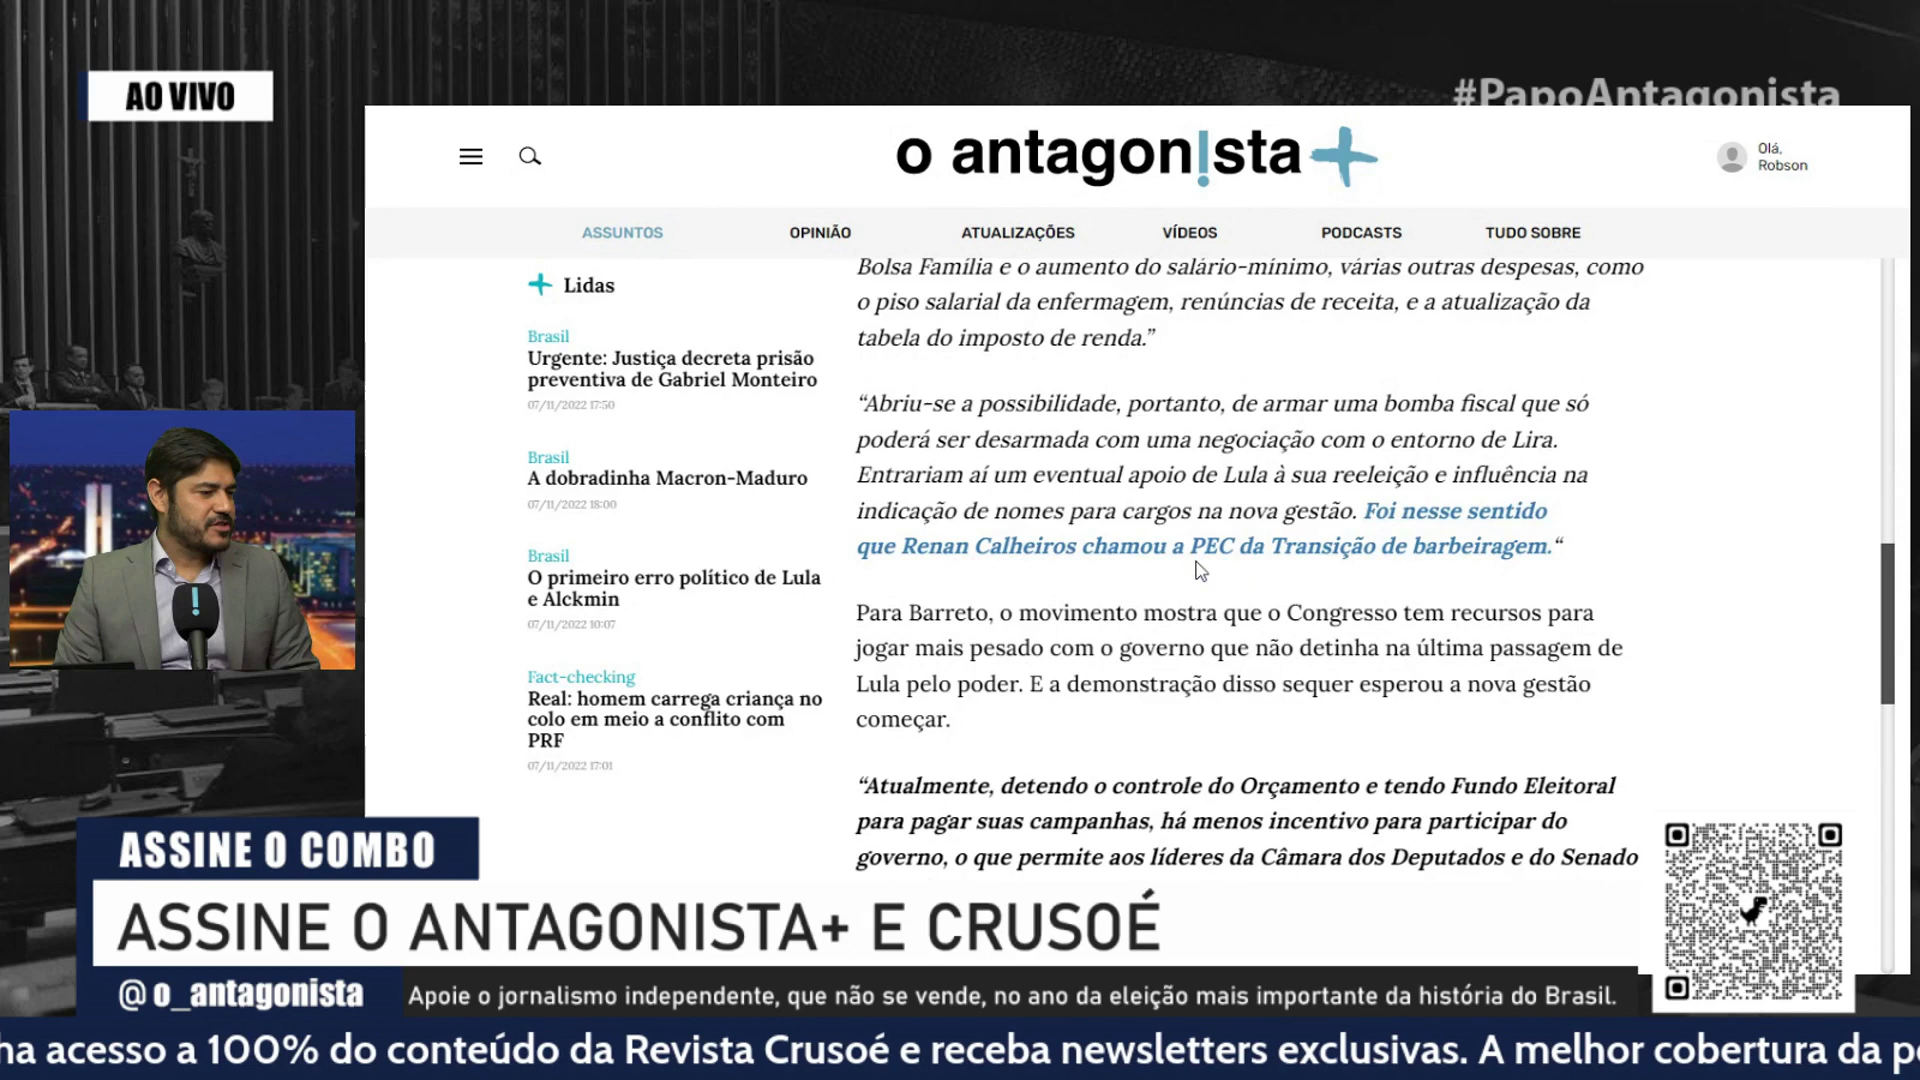 AO VIVO
#PapoAntagonista
o antagon!sta+
Olá,
Robson
ASSUNTOS
OPINIÃO
ATUALIZAÇÕES
VÍDEOS
PODCASTS
TUDO SOBRE
+ Lidas
Brasil
Urgente: Justiça decreta prisão
preventiva de Gabriel Monteiro
07/11/2022 17:50
Brasil
A dobradinha Macron-Maduro
07/11/2022 18:00
Brasil
O primeiro erro político de Lula
e Alckmin
07/11/2022 10:07
Fact-checking
Real: homem carrega criança no
colo em meio a conflito com
PRF
07/11/2022 17:01
Bolsa Família e o aumento do salário-mínimo, várias outras despesas, como
o piso salarial da enfermagem, renúncias de receita, e a atualização da
tabela do imposto de renda.”
“Abriu-se a possibilidade, portanto, de armar uma bomba fiscal que só
poderá ser desarmada com uma negociação com o entorno de Lira.
Entrariam aí um eventual apoio de Lula à sua reeleição e influência na
indicação de nomes para cargos na nova gestão. Foi nesse sentido
que Renan Calheiros chamou a PEC da Transição de barbeiragem.“
Para Barreto, o movimento mostra que o Congresso tem recursos para
jogar mais pesado com o governo que não detinha na última passagem de
Lula pelo poder. E a demonstração disso sequer esperou a nova gestão
começar.
“Atualmente, detendo o controle do Orçamento e tendo Fundo Eleitoral
para pagar suas campanhas, há menos incentivo para participar do
governo, o que permite aos líderes da Câmara dos Deputados e do Senado
ASSINE O COMBO
ASSINE O ANTAGONISTA+ E CRUSOÉ
@o_antagonista
Apoie o jornalismo independente, que não se vende, no ano da eleição mais importante da história do Brasil.
ha acesso a 100% do conteúdo da Revista Crusoé e receba newsletters exclusivas. A melhor cobertura da